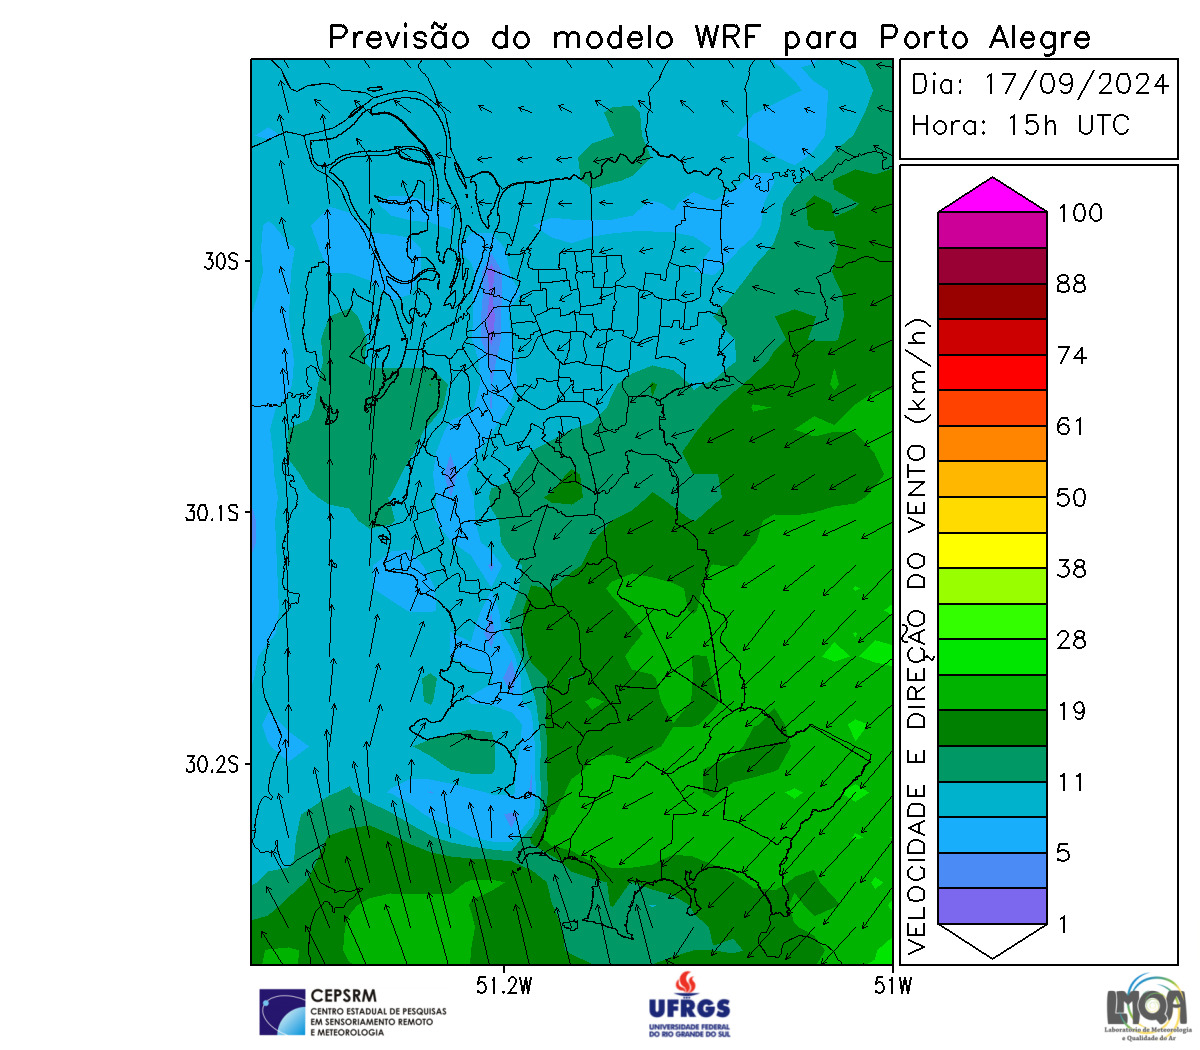 Previsão do modelo WRF para Porto Alegre
Dia: 17/09/2024
Hora: 15h UTC
30S
30.1S
30.2S
51.2W
51W
VELOCIDADE E DIREÇÃO DO VENTO (km/h)
100
88
74
61
50
38
28
19
11
5
1
CEPSRM
CENTRO ESTADUAL DE PESQUISAS
EM SENSORIAMENTO REMOTO
E METEOROLOGIA
UFRGS
UNIVERSIDADE FEDERAL
DO RIO GRANDE DO SUL
LMQA
Laboratório de Meteorologia
e Qualidade do Ar